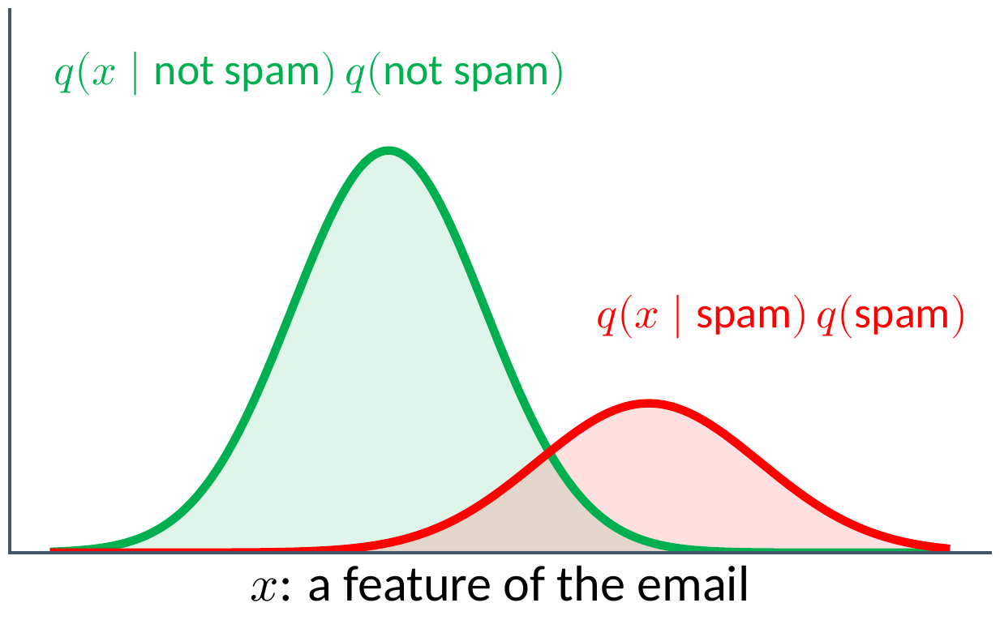 q(x | not spam) q(not spam)
q(x | spam) q(spam)
x: a feature of the email